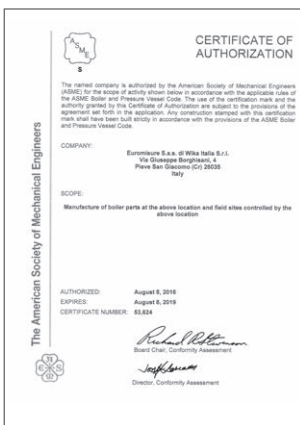 ASME
S
CERTIFICATE OF
AUTHORIZATION
The named company is authorized by the American Society of Mechanical Engineers
(ASME) for the scope of activity shown below in accordance with the applicable rules of
the ASME Boiler and Pressure Vessel Code. The use of the certification mark and the
authority granted by this Certificate of Authorization are subject to the provisions of the
agreement set forth in the application. Any construction stamped with this certification
mark shall have been built strictly in accordance with the provisions of the ASME Boiler
and Pressure Vessel Code.
COMPANY:
Euromisure S.a.s. di Wika Italia S.r.l.
Via Giuseppe Borghisani, 4
Pieve San Giacomo (Cr) 26035
Italy
SCOPE:
Manufacture of boiler parts at the above location and field sites controlled by the
above location
AUTHORIZED: August 8, 2016
EXPIRES: August 8, 2019
CERTIFICATE NUMBER: 53,824
Board Chair, Conformity Assessment
Director, Conformity Assessment
The American Society of Mechanical Engineers